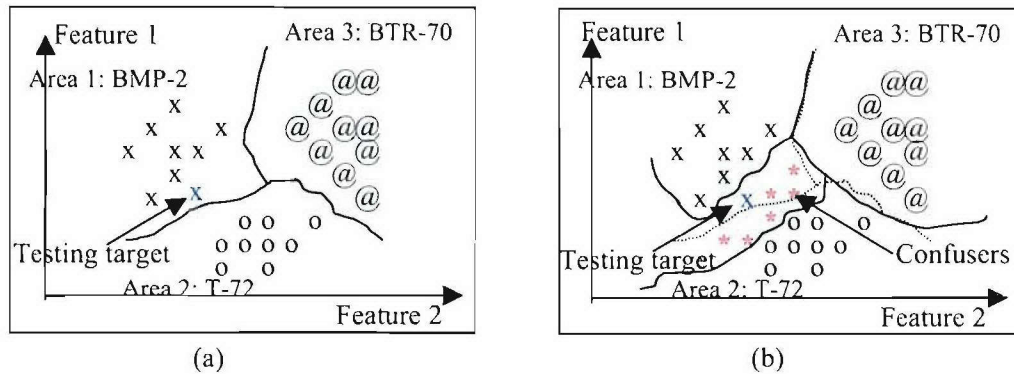 Feature 1
Area 3: BTR-70
Area 1: BMP-2
Testing target
Area 2: T-72
Feature 2
(a)
Feature 1
Area 3: BTR-70
Area 1: BMP-2
Testing target
Confusers
Area 2: T-72
Feature 2
(b)